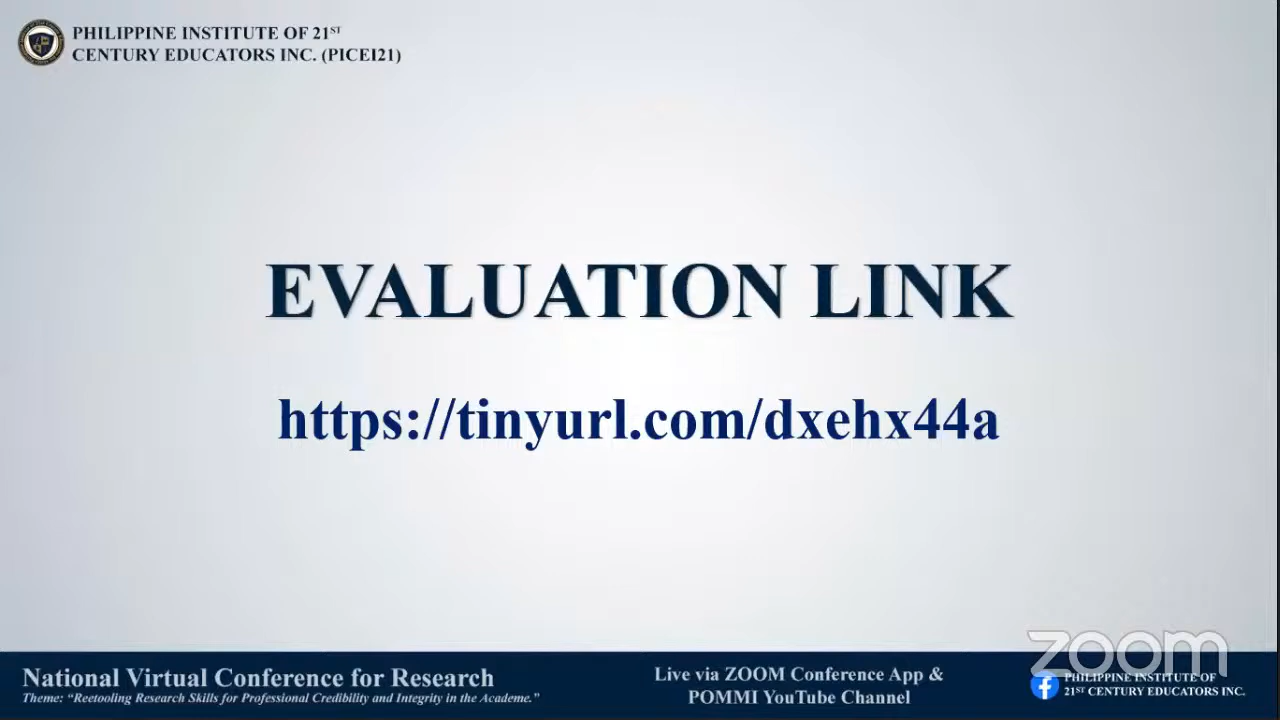 PHILIPPINE INSTITUTE OF 21ST
CENTURY EDUCATORS INC. (PICEI21)
EVALUATION LINK
https://tinyurl.com/dxehx44a
zoom
National Virtual Conference for Research
Theme: “Reetooling Research Skills for Professional Credibility and Integrity in the Academe.”
Live via ZOOM Conference App &
POMMI YouTube Channel
PHILIPPINE INSTITUTE OF
21ST CENTURY EDUCATORS INC.